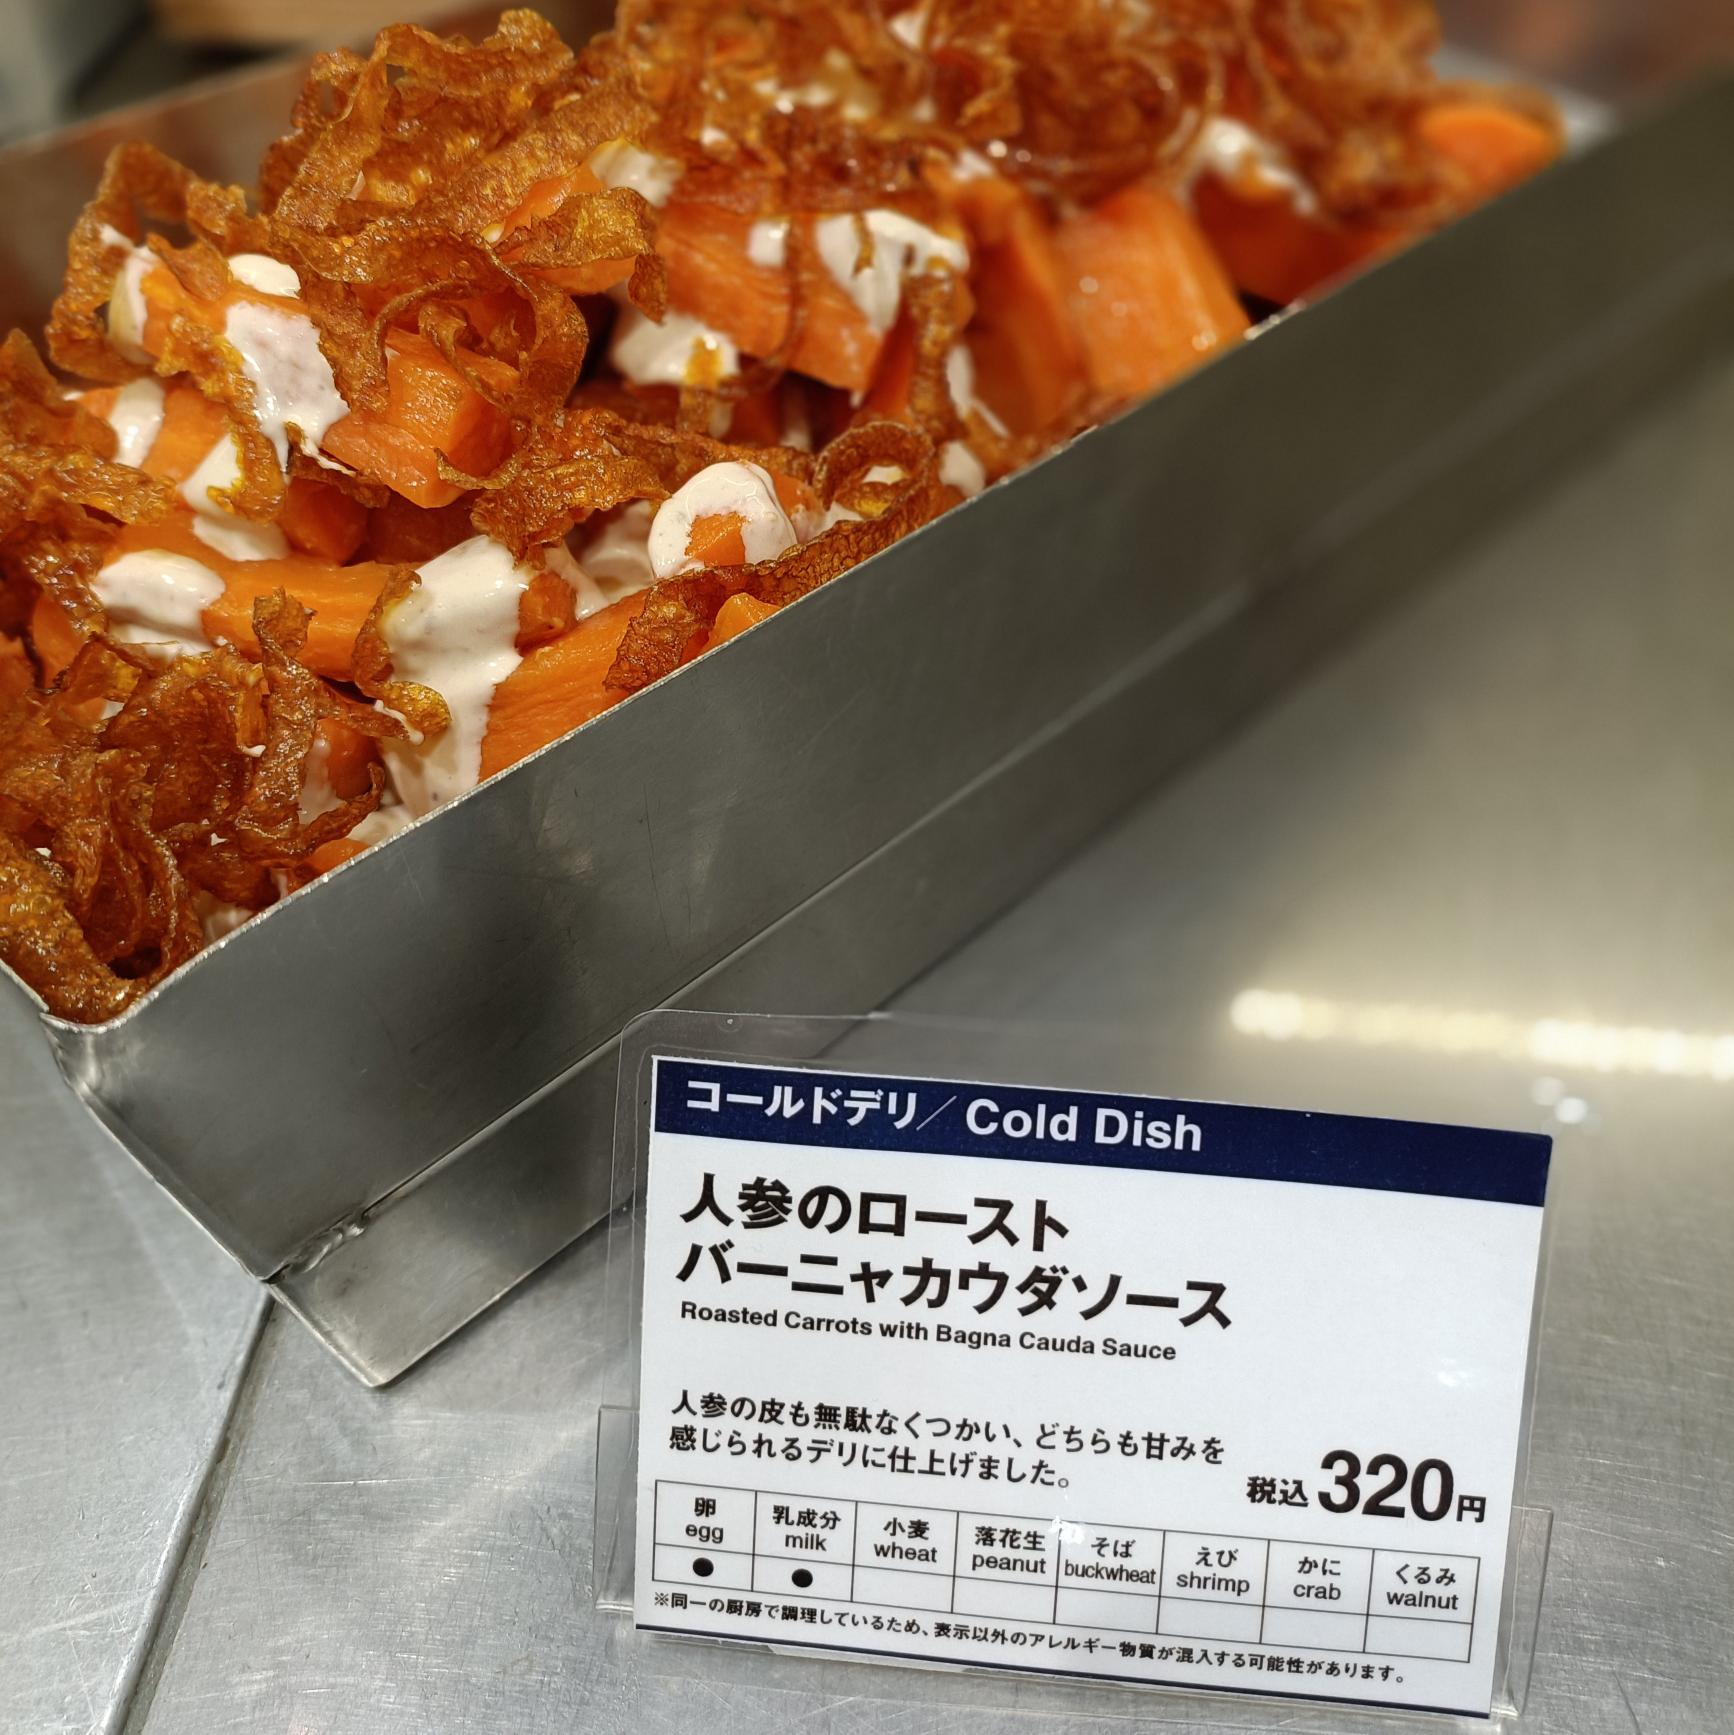 コールドデリ／Cold Dish
人参のロースト
バーニャカウダソース
Roasted Carrots with Bagna Cauda Sauce
人参の皮も無駄なくつかい、どちらも甘みを
感じられるデリに仕上げました。
税込320円
卵 乳成分 小麦 落花生 そば えび かに くるみ
egg milk wheat peanut buckwheat shrimp crab walnut
● ●
※同一の厨房で調理しているため、表示以外のアレルギー物質が混入する可能性があります。